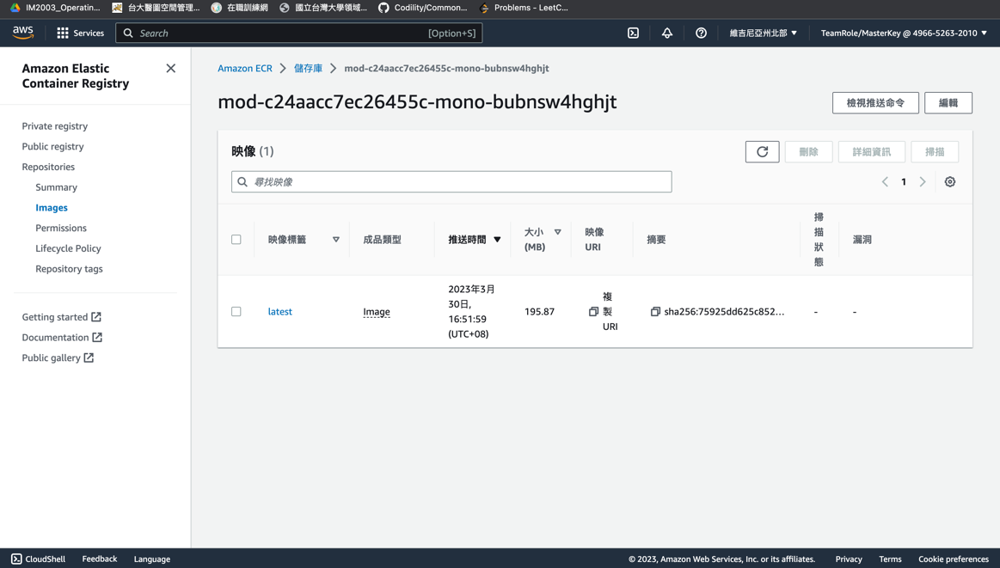 IM2003_Operatin...
台大醫圖空間管理...
在職訓練網
國立台灣大學領域...
Codility/Common...
Problems - LeetC...
aws
Services
Search
[Option+S]
維吉尼亞州北部 ▼
TeamRole/MasterKey @ 4966-5263-2010 ▼
Amazon Elastic
Container Registry
Private registry
Public registry
Repositories
Summary
Images
Permissions
Lifecycle Policy
Repository tags
Getting started
Documentation
Public gallery
Amazon ECR > 儲存庫 > mod-c24aacc7ec26455c-mono-bubnsw4hghjt
mod-c24aacc7ec26455c-mono-bubnsw4hghjt
檢視推送命令
編輯
映像 (1)
刪除
詳細資訊
掃描
尋找映像
1
映像標籤
成品類型
推送時間 ▼
大小
(MB)
映像
URI
摘要
掃
描
狀
態
漏洞
latest
Image
2023年3月
30日,
16:51:59
(UTC+08)
195.87
複
製
URI
sha256:75925dd625c852...
-
-
CloudShell
Feedback
Language
© 2023, Amazon Web Services, Inc. or its affiliates.
Privacy
Terms
Cookie preferences